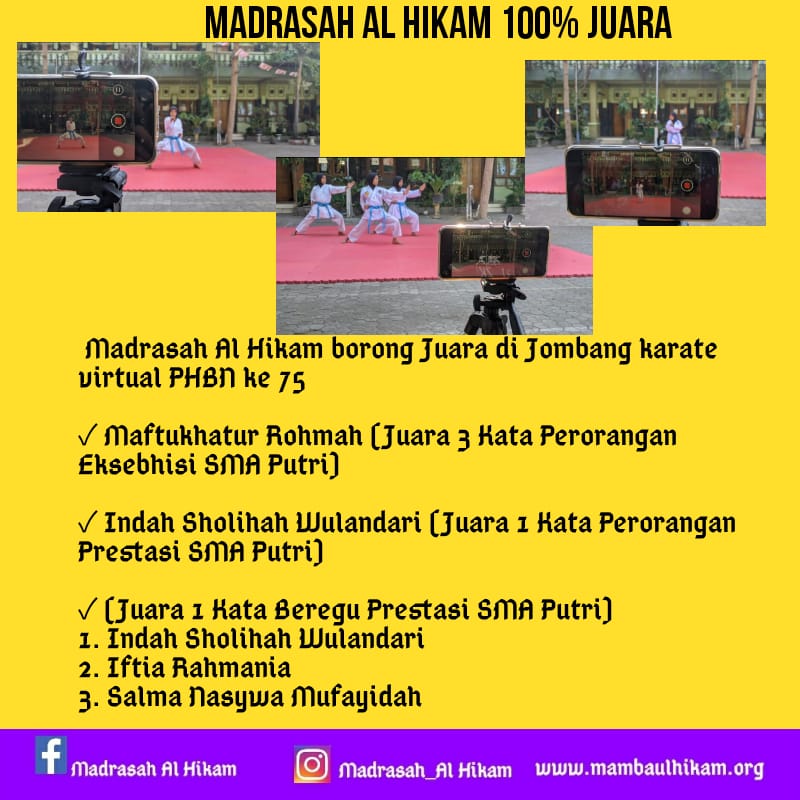 MADRASAH AL HIKAM 100% JUARA
Madrasah Al Hikam borong Juara di Jombang karate
virtual PHBN ke 75
✓ Maftukhatur Rohmah (Juara 3 Kata Perorangan
Eksebhisi SMA Putri)
✓ Indah Sholihah Wulandari (Juara 1 Kata Perorangan
Prestasi SMA Putri)
✓ (Juara 1 Kata Beregu Prestasi SMA Putri)
1. Indah Sholihah Wulandari
2. Iftia Rahmania
3. Salma Nasywa Mufayidah
Madrasah Al Hikam
Madrasah_Al Hikam
www.mambaulhikam.org